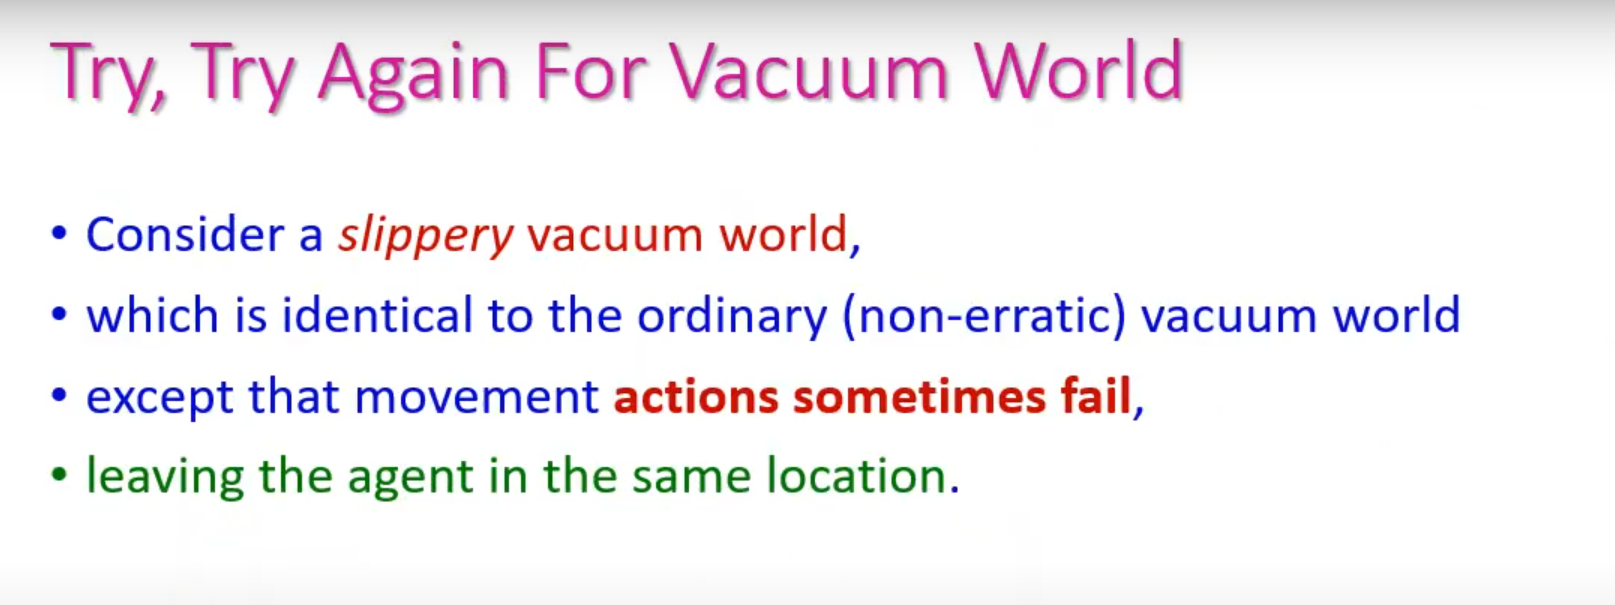 Try, Try Again For Vacuum World
• Consider a slippery vacuum world,
• which is identical to the ordinary (non-erratic) vacuum world
• except that movement actions sometimes fail,
• leaving the agent in the same location.